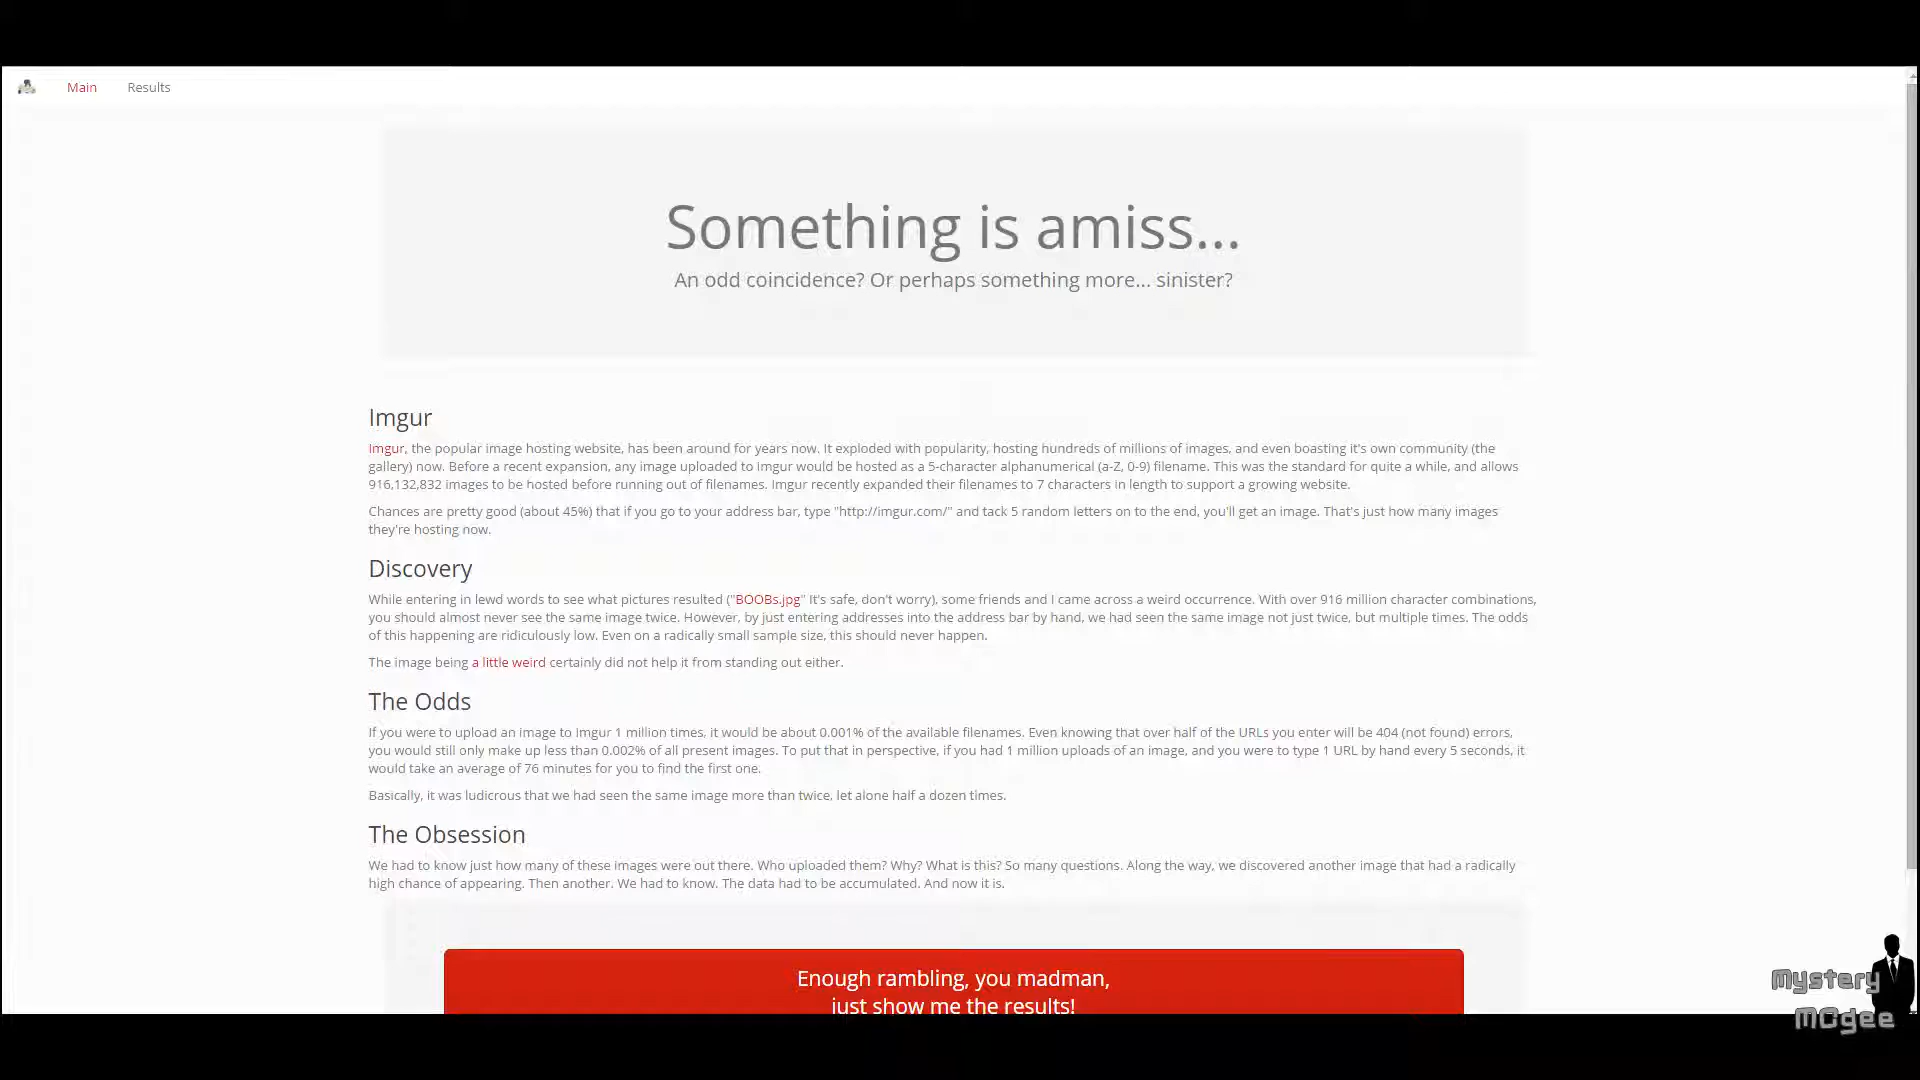 Main
Results
Something is amiss...
An odd coincidence? Or perhaps something more... sinister?
Imgur
Imgur, the popular image hosting website, has been around for years now. It exploded with popularity, hosting hundreds of millions of images, and even boasting it's own community (the
gallery) now. Before a recent expansion, any image uploaded to Imgur would be hosted as a 5-character alphanumerical (a-Z, 0-9) filename. This was the standard for quite a while, and allows
916,132,832 images to be hosted before running out of filenames. Imgur recently expanded their filenames to 7 characters in length to support a growing website.
Chances are pretty good (about 45%) that if you go to your address bar, type "http://imgur.com/" and tack 5 random letters on to the end, you'll get an image. That's just how many images
they're hosting now.
Discovery
While entering in lewd words to see what pictures resulted ("BOOBs.jpg" It's safe, don't worry), some friends and I came across a weird occurrence. With over 916 million character combinations,
you should almost never see the same image twice. However, by just entering addresses into the address bar by hand, we had seen the same image not just twice, but multiple times. The odds
of this happening are ridiculously low. Even on a radically small sample size, this should never happen.
The image being a little weird certainly did not help it from standing out either.
The Odds
If you were to upload an image to Imgur 1 million times, it would be about 0.001% of the available filenames. Even knowing that over half of the URLs you enter will be 404 (not found) errors,
you would still only make up less than 0.002% of all present images. To put that in perspective, if you had 1 million uploads of an image, and you were to type 1 URL by hand every 5 seconds, it
would take an average of 76 minutes for you to find the first one.
Basically, it was ludicrous that we had seen the same image more than twice, let alone half a dozen times.
The Obsession
We had to know just how many of these images were out there. Who uploaded them? Why? What is this? So many questions. Along the way, we discovered another image that had a radically
high chance of appearing. Then another. We had to know. The data had to be accumulated. And now it is.
Enough rambling, you madman,
just show me the results!
Mystery
MCgee